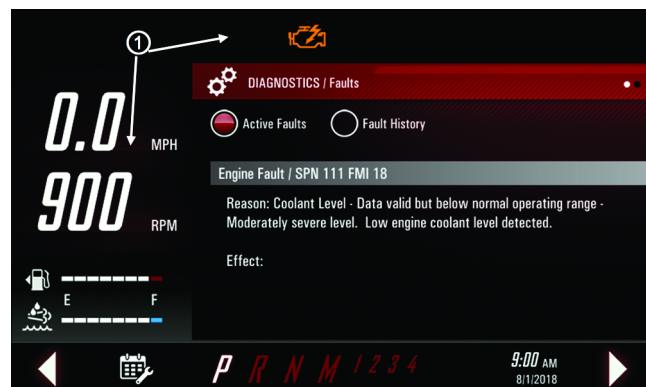 1
DIAGNOSTICS / Faults
Active Faults Fault History
0.0 MPH
900 RPM
Engine Fault / SPN 111 FMI 18
Reason: Coolant Level - Data valid but below normal operating range -
Moderately severe level. Low engine coolant level detected.
Effect:
E F
P R N M 1 2 3 4
9:00 AM
8/1/2018